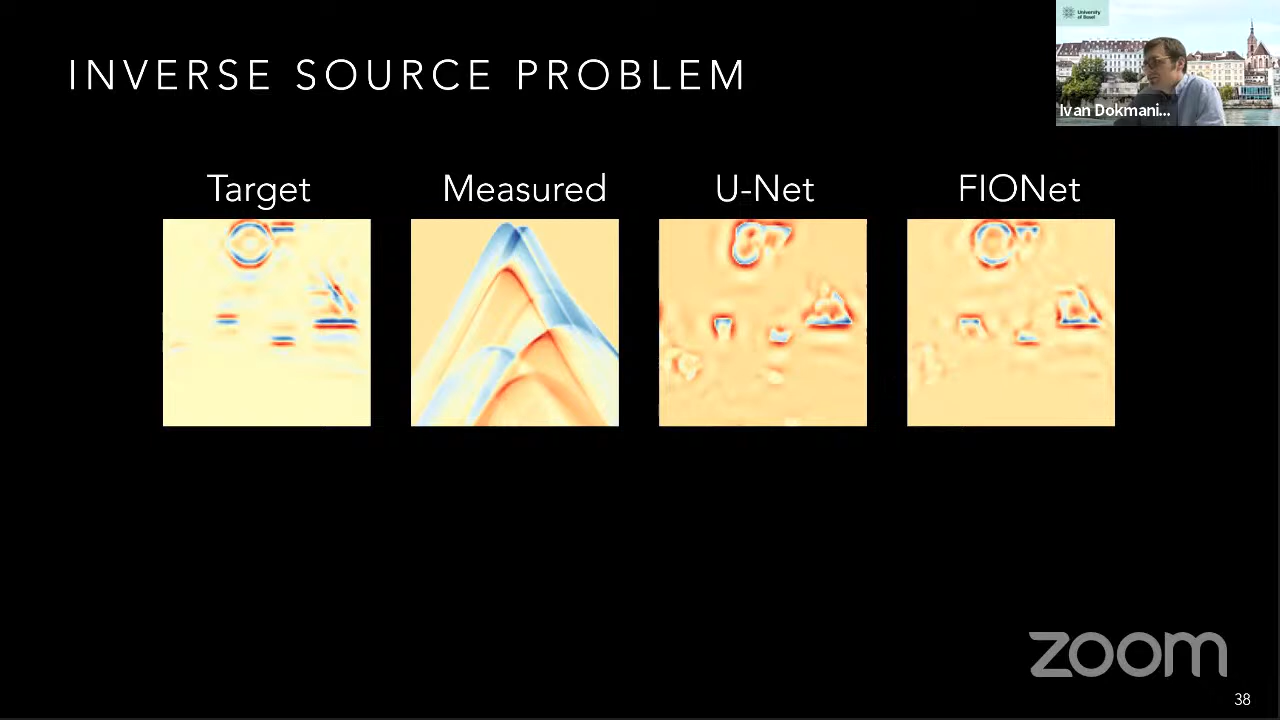 INVERSE SOURCE PROBLEM
University
of Basel
Ivan Dokmani...
Target
Measured
U-Net
FIONet
zoom
38